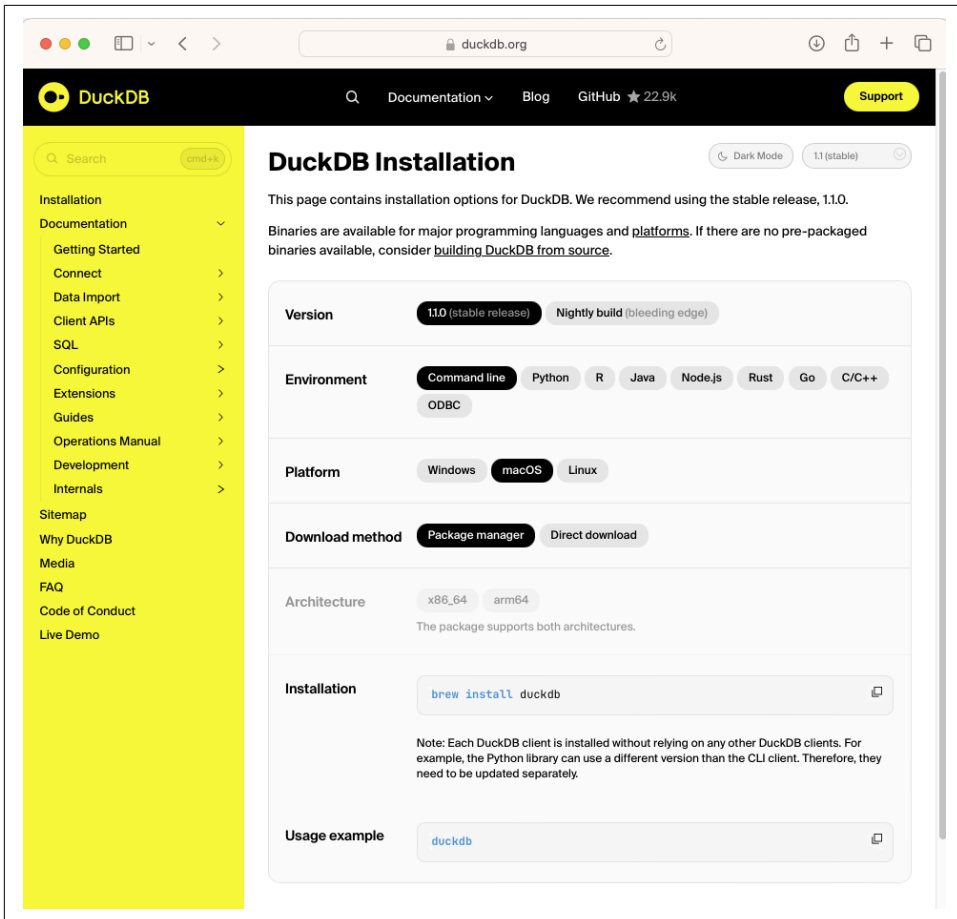 duckdb.org
DuckDB
Documentation
Blog
GitHub ★ 22.9k
Support
Search
cmd+k
Installation
Documentation
Getting Started
Connect
Data Import
Client APIs
SQL
Configuration
Extensions
Guides
Operations Manual
Development
Internals
Sitemap
Why DuckDB
Media
FAQ
Code of Conduct
Live Demo
DuckDB Installation
Dark Mode
1.1 (stable)
This page contains installation options for DuckDB. We recommend using the stable release, 1.1.0.
Binaries are available for major programming languages and platforms. If there are no pre-packaged
binaries available, consider building DuckDB from source.
Version
1.1.0 (stable release)
Nightly build (bleeding edge)
Environment
Command line
Python
R
Java
Node.js
Rust
Go
C/C++
ODBC
Platform
Windows
macOS
Linux
Download method
Package manager
Direct download
Architecture
x86_64
arm64
The package supports both architectures.
Installation
brew install duckdb
Note: Each DuckDB client is installed without relying on any other DuckDB clients. For
example, the Python library can use a different version than the CLI client. Therefore, they
need to be updated separately.
Usage example
duckdb